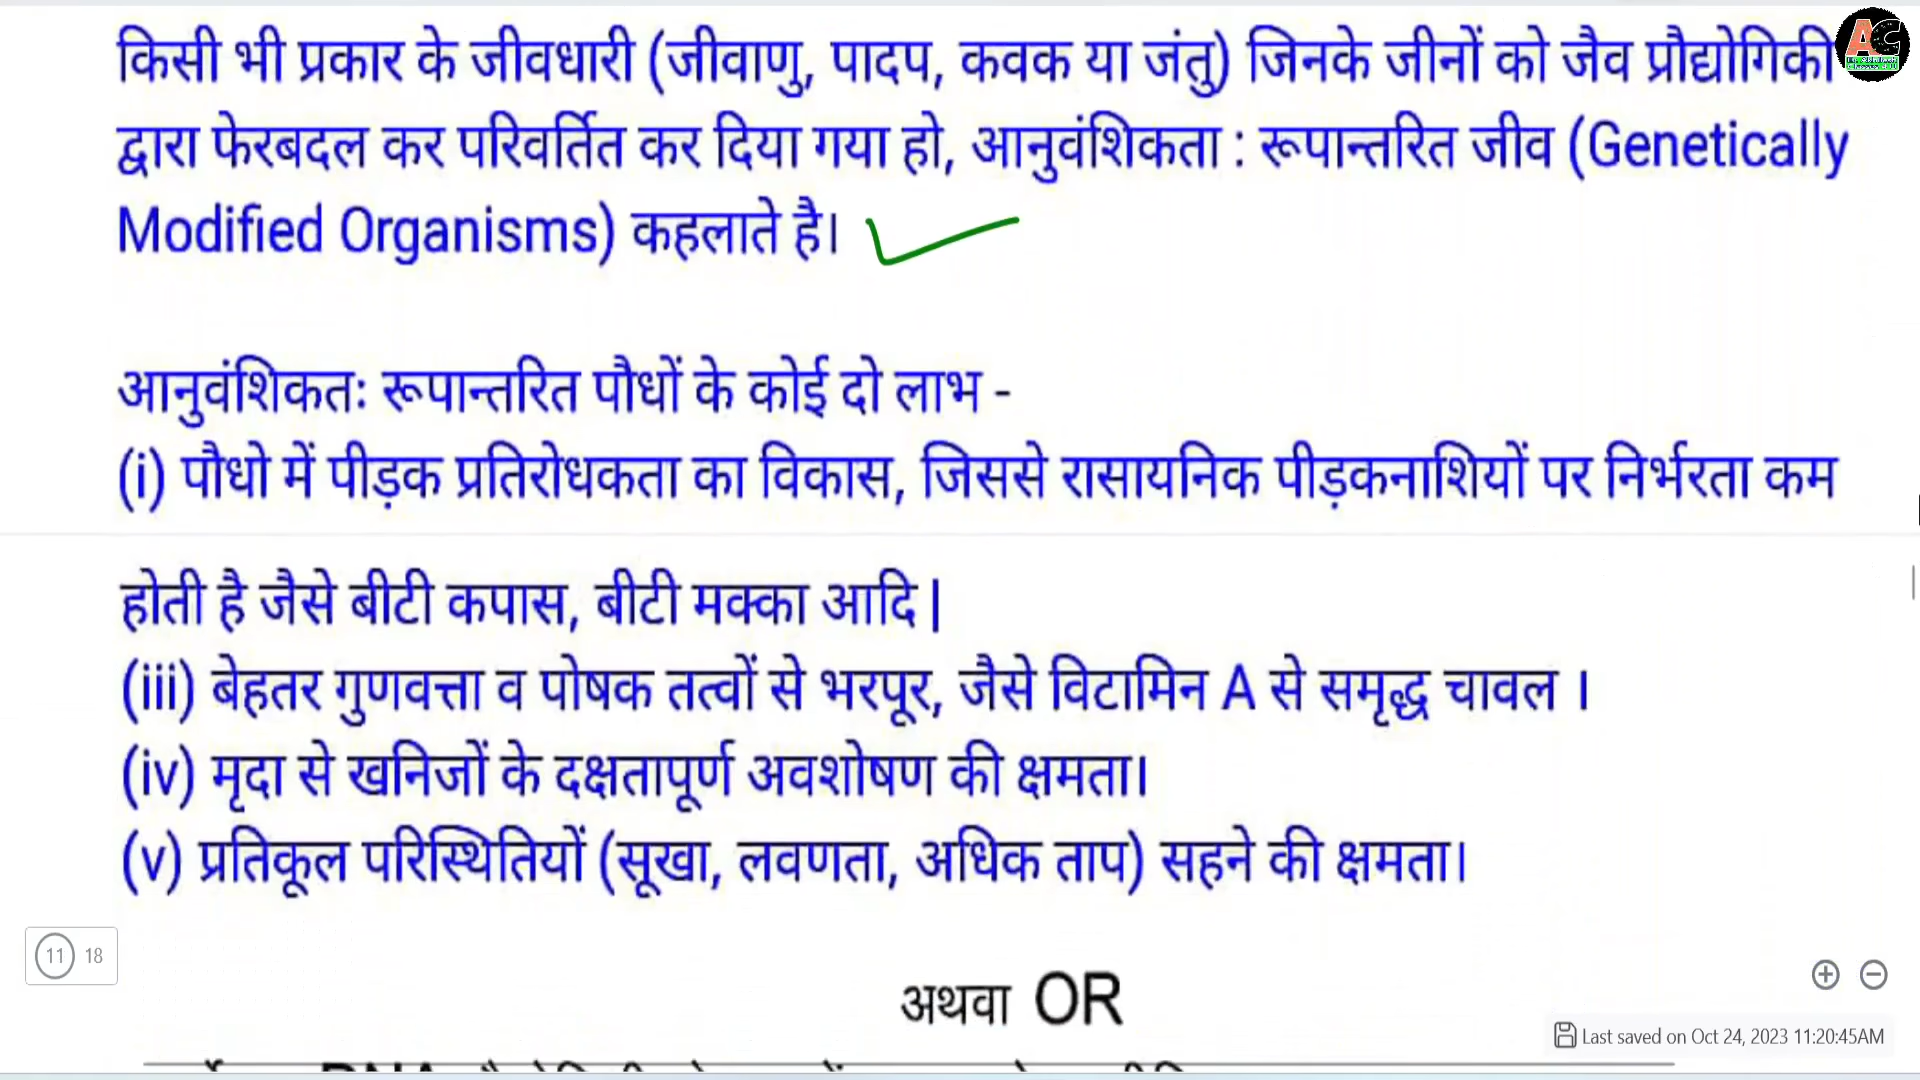 किसी भी प्रकार के जीवधारी (जीवाणु, पादप, कवक या जंतु) जिनके जीनों को जैव प्रौद्योगिकी
द्वारा फेरबदल कर परिवर्तित कर दिया गया हो, आनुवंशिकता : रूपान्तरित जीव (Genetically
Modified Organisms) कहलाते है।
आनुवंशिकतः रूपान्तरित पौधों के कोई दो लाभ -
(i) पौधो में पीड़क प्रतिरोधकता का विकास, जिससे रासायनिक पीड़कनाशियों पर निर्भरता कम
होती है जैसे बीटी कपास, बीटी मक्का आदि |
(iii) बेहतर गुणवत्ता व पोषक तत्वों से भरपूर, जैसे विटामिन A से समृद्ध चावल ।
(iv) मृदा से खनिजों के दक्षतापूर्ण अवशोषण की क्षमता।
(v) प्रतिकूल परिस्थितियों (सूखा, लवणता, अधिक ताप) सहने की क्षमता।
11 18
अथवा OR
Last saved on Oct 24, 2023 11:20:45AM
AC